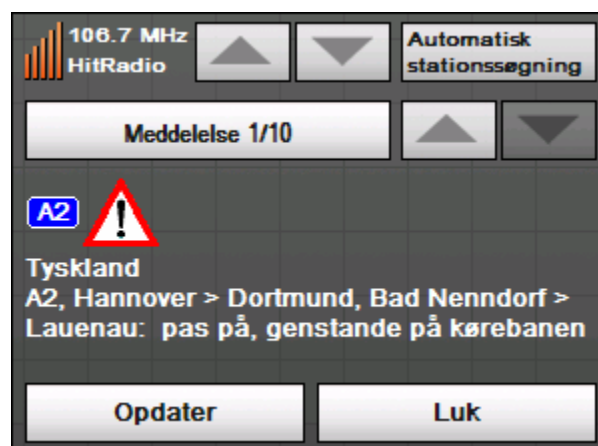 106.7 MHz
HitRadio
Automatisk
stationssøgning
Meddelelse 1/10
A2
Tyskland
A2, Hannover > Dortmund, Bad Nenndorf >
Lauenau: pas på, genstande på kørebanen
Opdater
Luk